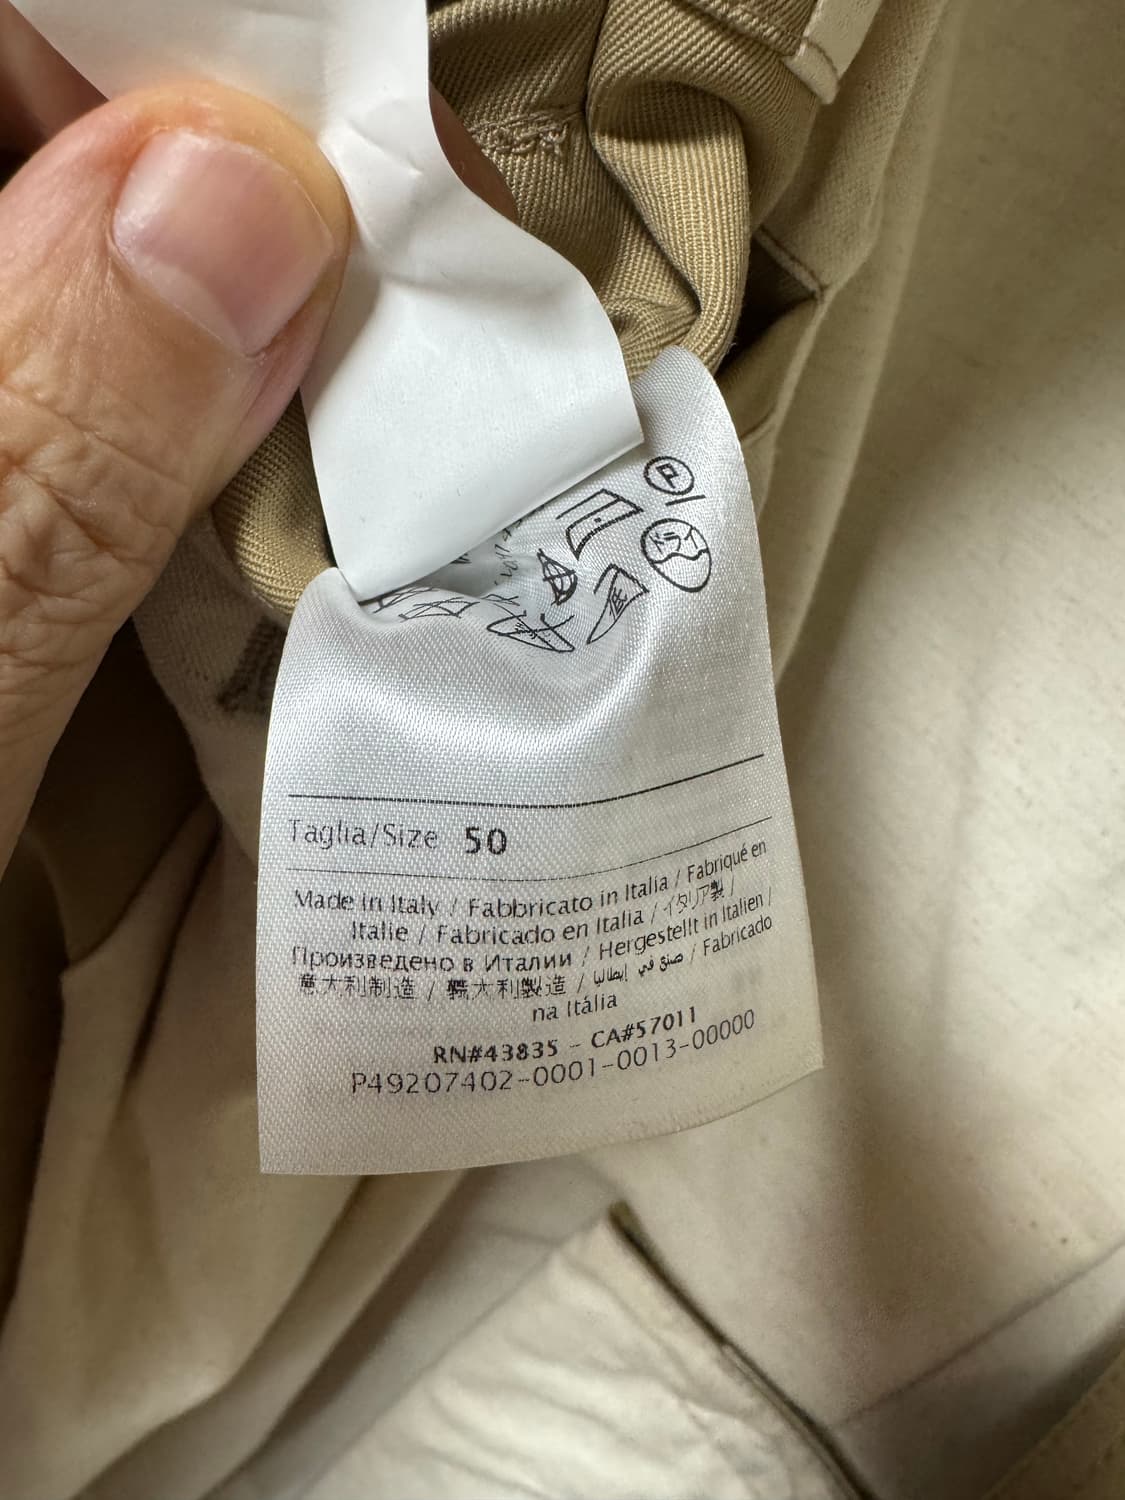 Taglia/Size 50
Made in Italy / Fabbricato in Italia / Fabriqué en
Italie / Fabricado en Italia / イタリア製 /
Произведено в Италии / Hergestellt in Italien /
意大利制造 / 義大利製造 / صنع في إيطاليا / Fabricado
na Itália
RN#43835 - CA#57011
P49207402-0001-0013-00000